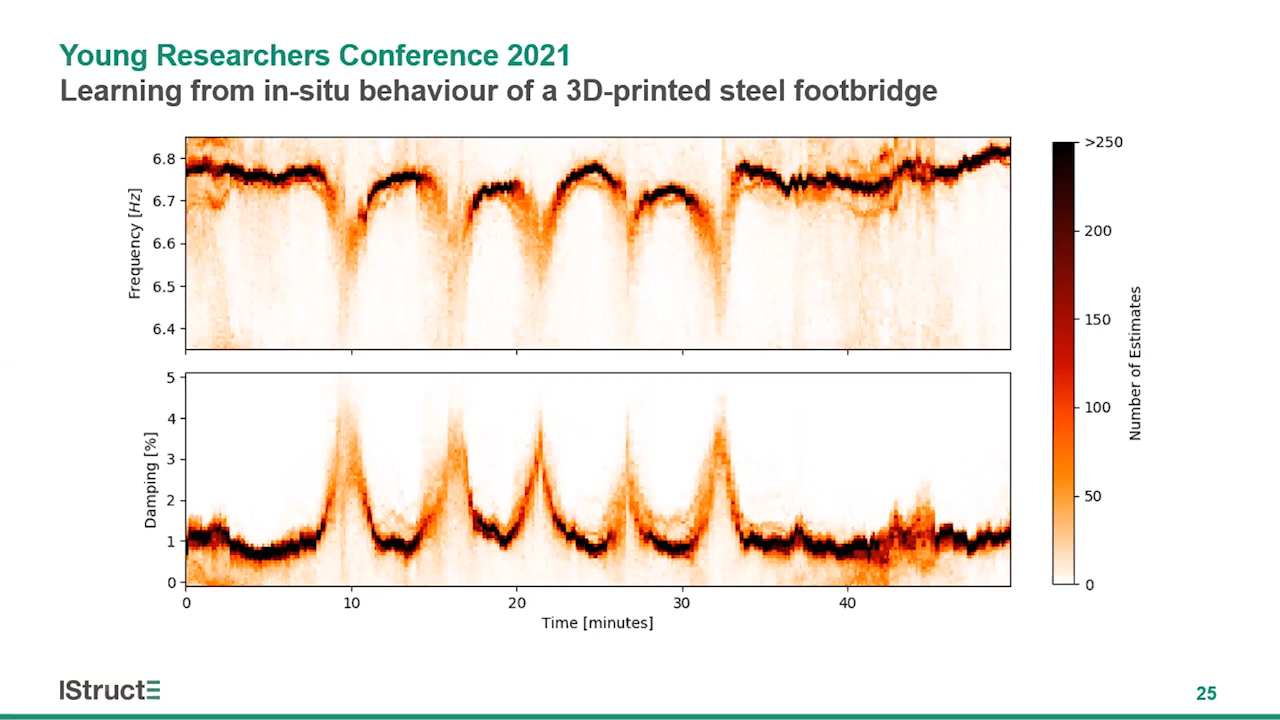 Young Researchers Conference 2021
Learning from in-situ behaviour of a 3D-printed steel footbridge
6.8
6.7
6.6
6.5
6.4
Frequency [Hz]
5
4
3
2
1
0
Damping [%]
0 10 20 30 40
Time [minutes]
>250
200
150
100
50
0
Number of Estimates
IStructE
25